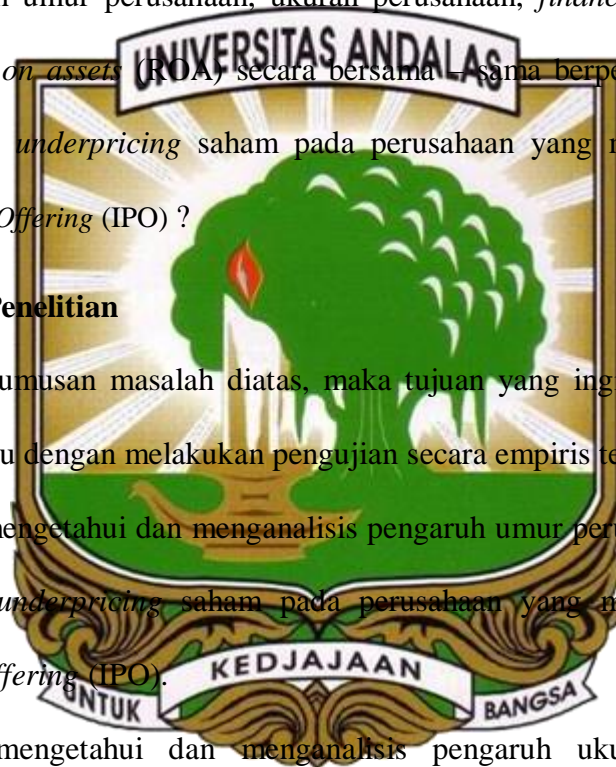 umur perusahaan, ukuran perusahaan, financ
UNIVERSITAS ANDALAS
on assets (ROA) secara bersama – sama berpe
underpricing saham pada perusahaan yang
Offering (IPO) ?
Penelitian
umusan masalah diatas, maka tujuan yang ing
u dengan melakukan pengujian secara empiris te
mengetahui dan menganalisis pengaruh umur per
underpricing saham pada perusahaan yang
ffering (IPO).
UNTUK KEDJAJAAN BANGSA
mengetahui dan menganalisis pengaruh uku